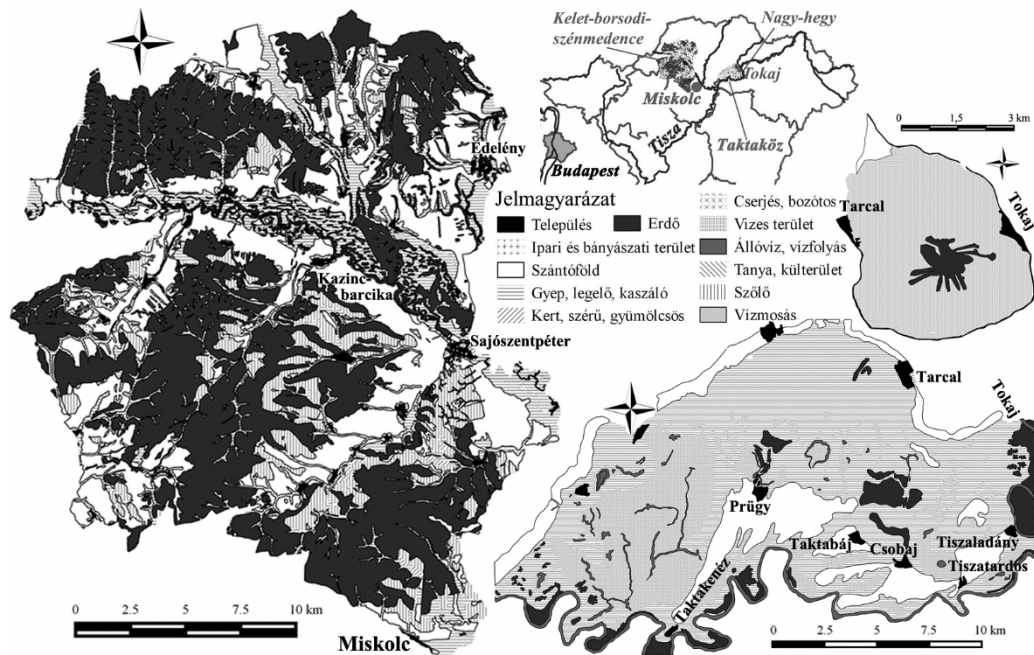 Edelény
Kazinc-
barcika
Sajószentpéter
0 2.5 5 7.5 10 km
Miskolc
Kelet-borsodi-
szénmedence
Nagy-hegy
Tokaj
Miskolc
Tisza
Taktaköz
Budapest
Jelmagyarázat
Település
Erdő
Ipari és bányászati terület
Szántóföld
Gyep, legelő, kaszáló
Kert, szérű, gyümölcsös
Cserjés, bozótos
Vizes terület
Állóvíz, vízfolyás
Tanya, külterület
Szőlő
Vízmosás
0 1,5 3 km
Tarcal
Tokaj
Tarcal
Tokaj
Prügy
Taktabáj
Csobaj
Tiszaladány
Tiszatardos
Taktakenéz
0 2.5 5 7.5 10 km